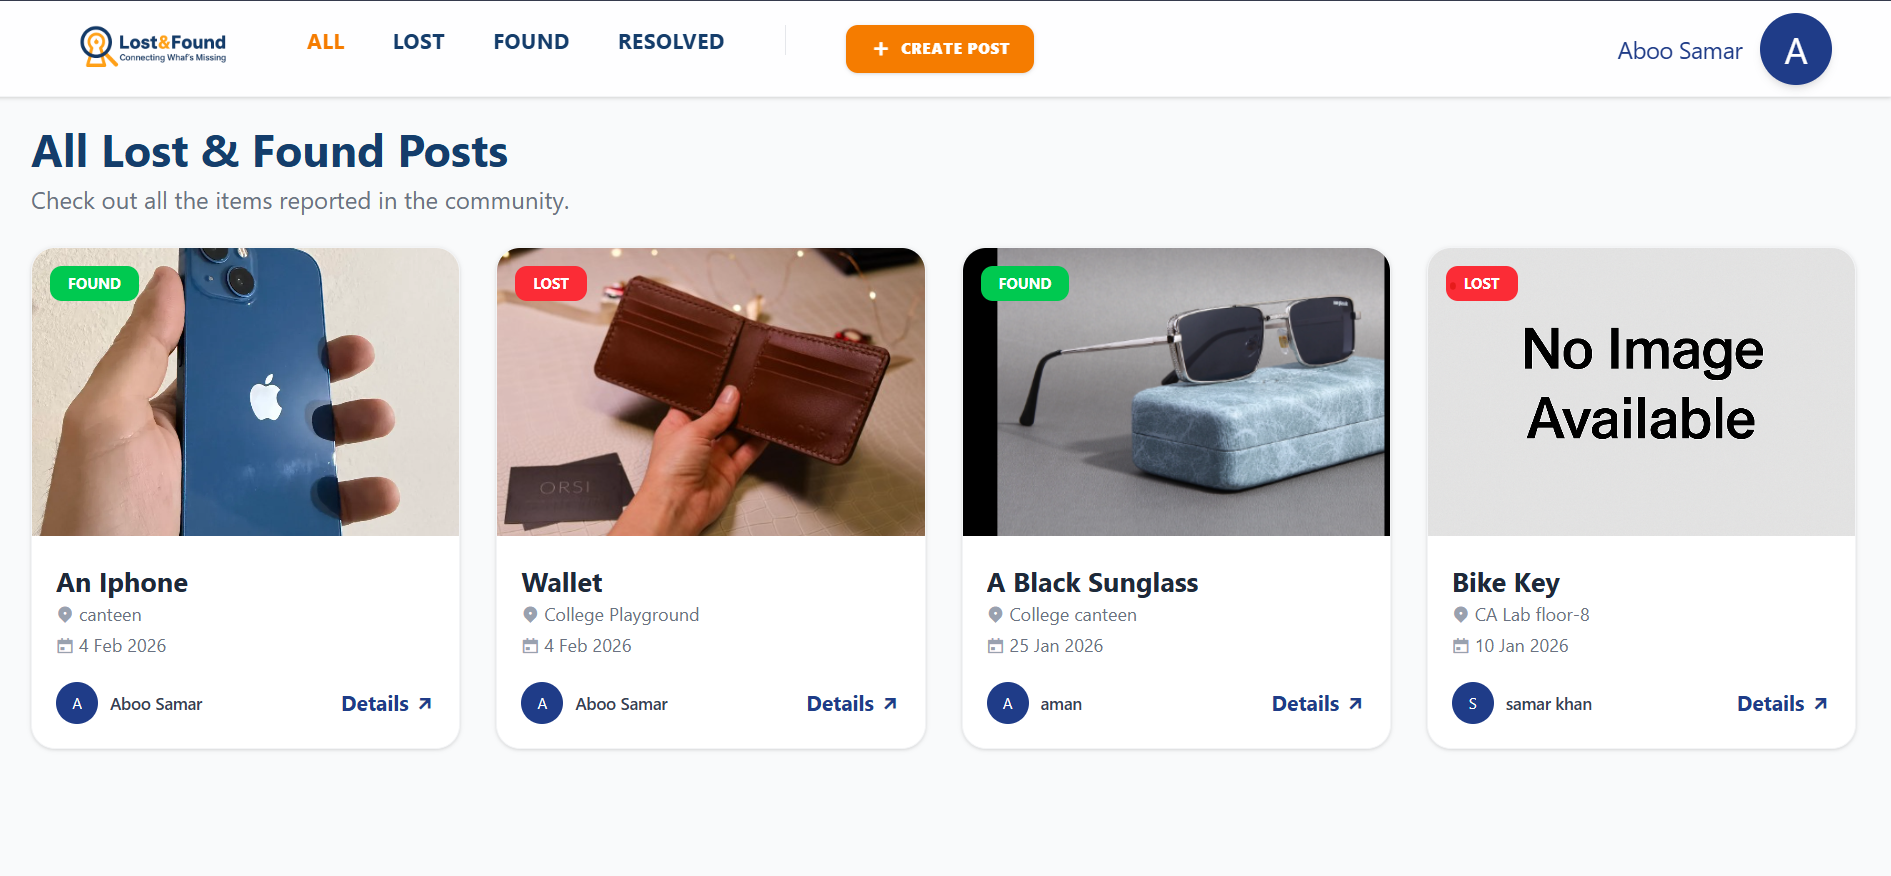 Lost&Found
Connecting What's Missing
ALL
LOST
FOUND
RESOLVED
+ CREATE POST
Aboo Samar
A
All Lost & Found Posts
Check out all the items reported in the community.
FOUND
An Iphone
canteen
4 Feb 2026
A
Aboo Samar
Details
LOST
ORSI
Wallet
College Playground
4 Feb 2026
A
Aboo Samar
Details
FOUND
A Black Sunglass
College canteen
25 Jan 2026
A
aman
Details
LOST
No Image
Available
Bike Key
CA Lab floor-8
10 Jan 2026
S
samar khan
Details